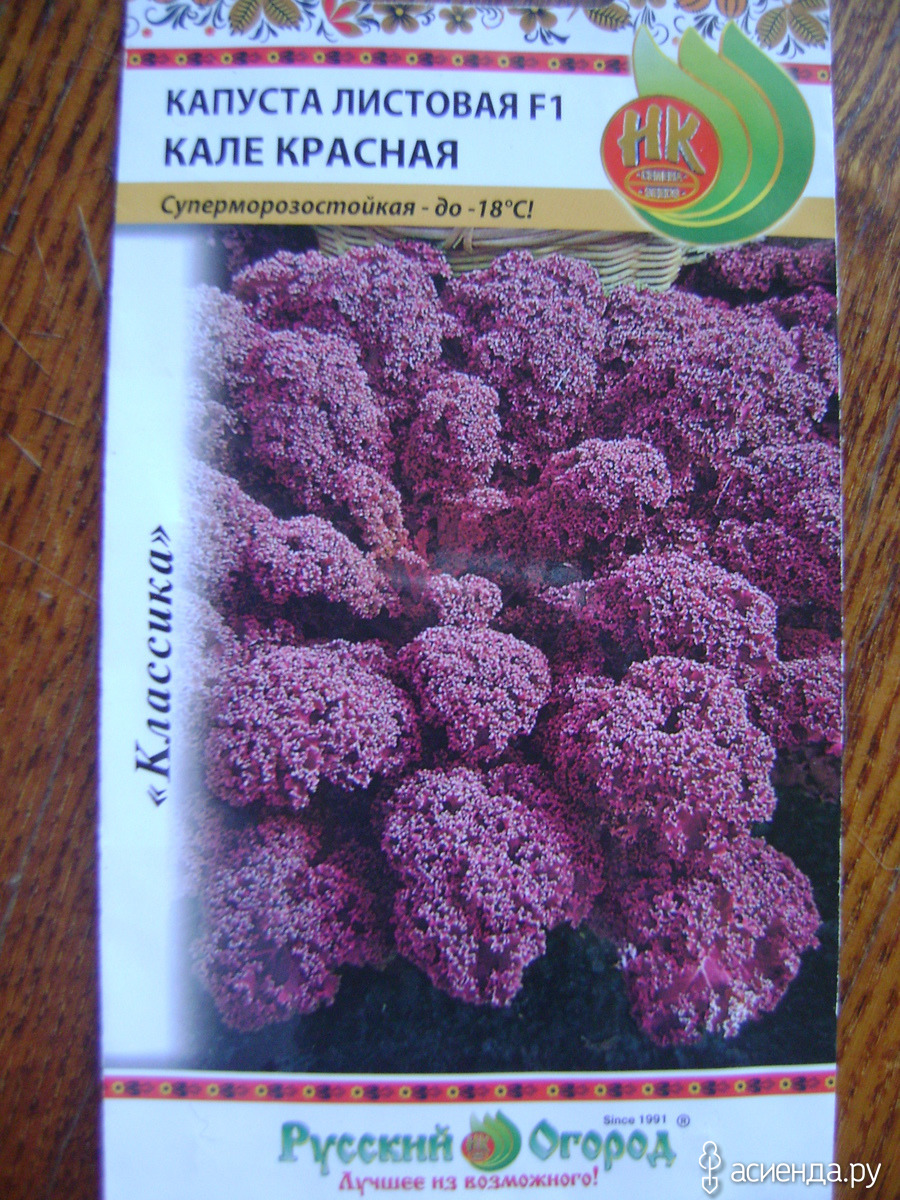 КАПУСТА ЛИСТОВАЯ F1
КАЛЕ КРАСНАЯ
НК
Суперморозостойкая - до -18°С!
«Классика»
Since 1991 ®
Русский НК Огород
Лучшее из возможного!
асиенда.ру